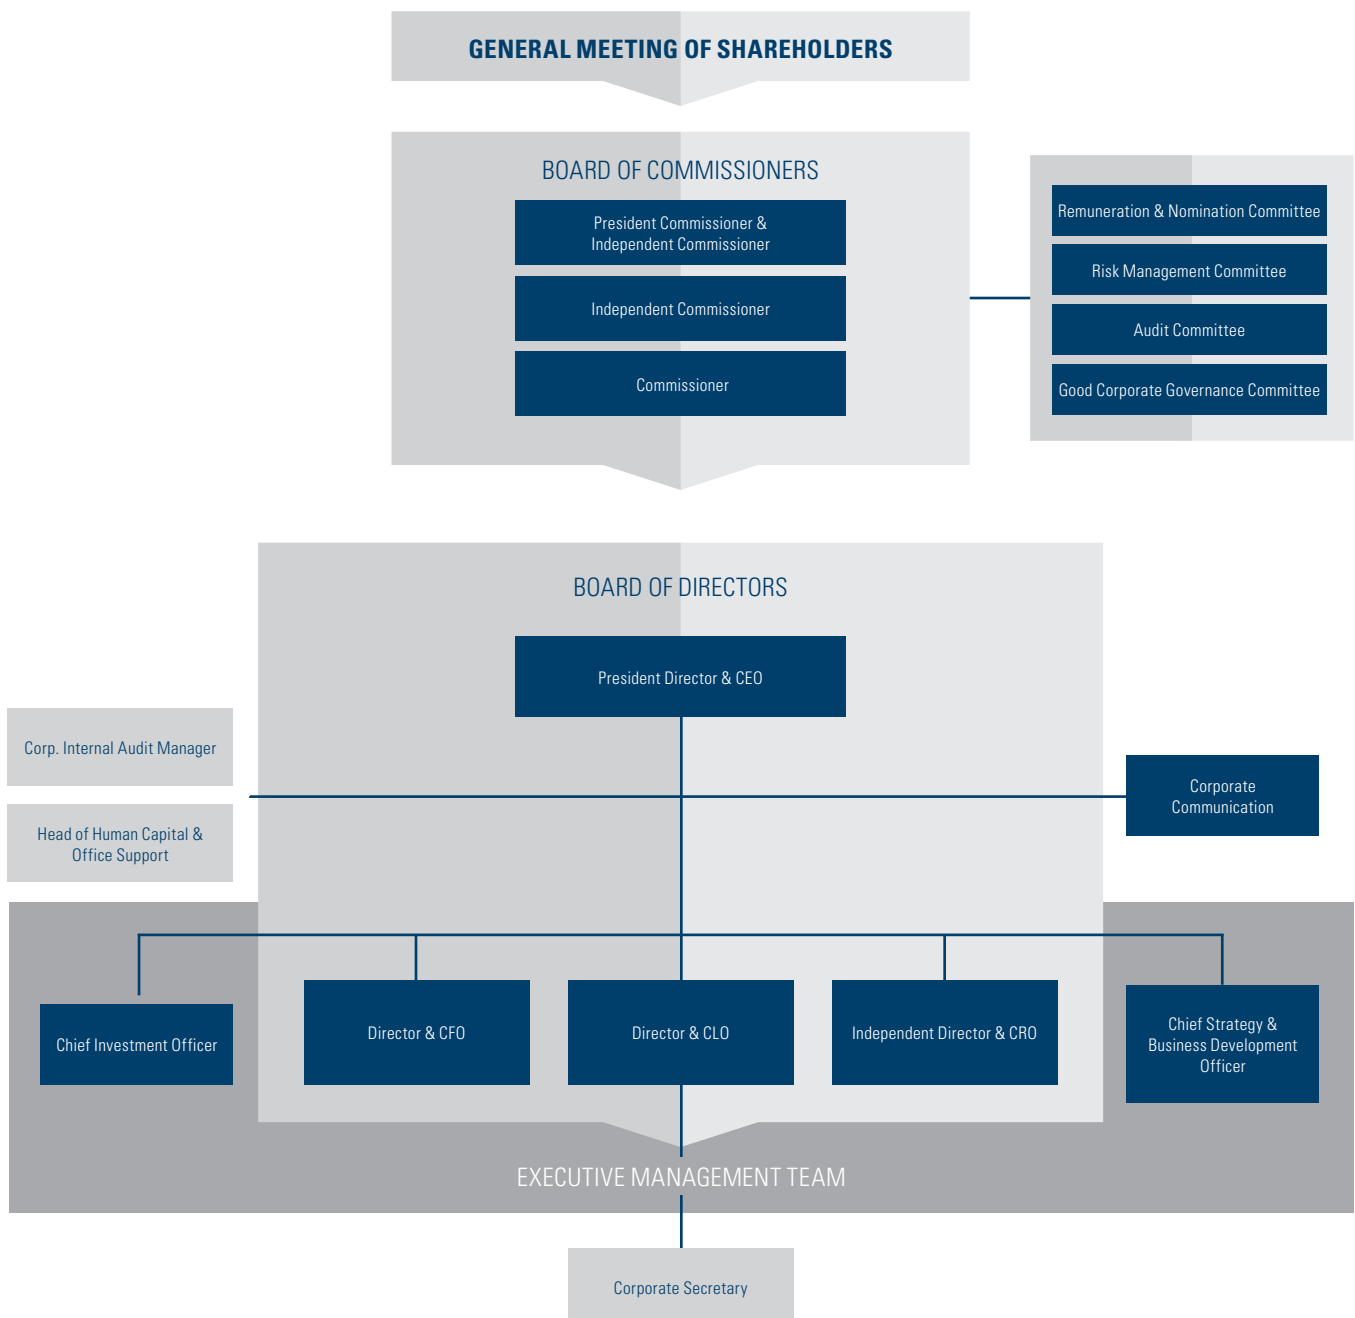 GENERAL MEETING OF SHAREHOLDERS
BOARD OF COMMISSIONERS
President Commissioner &
Independent Commissioner
Independent Commissioner
Commissioner
Remuneration & Nomination Committee
Risk Management Committee
Audit Committee
Good Corporate Governance Committee
BOARD OF DIRECTORS
President Director & CEO
Corp. Internal Audit Manager
Head of Human Capital &
Office Support
Corporate
Communication
Chief Investment Officer
Director & CFO
Director & CLO
Independent Director & CRO
Chief Strategy &
Business Development
Officer
EXECUTIVE MANAGEMENT TEAM
Corporate Secretary